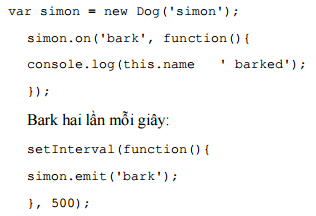 var simon = new Dog('simon');
simon.on('bark', function(){
console.log(this.name ' barked');
});
Bark hai lần mỗi giây:
setInterval(function(){
simon.emit('bark');
}, 500);